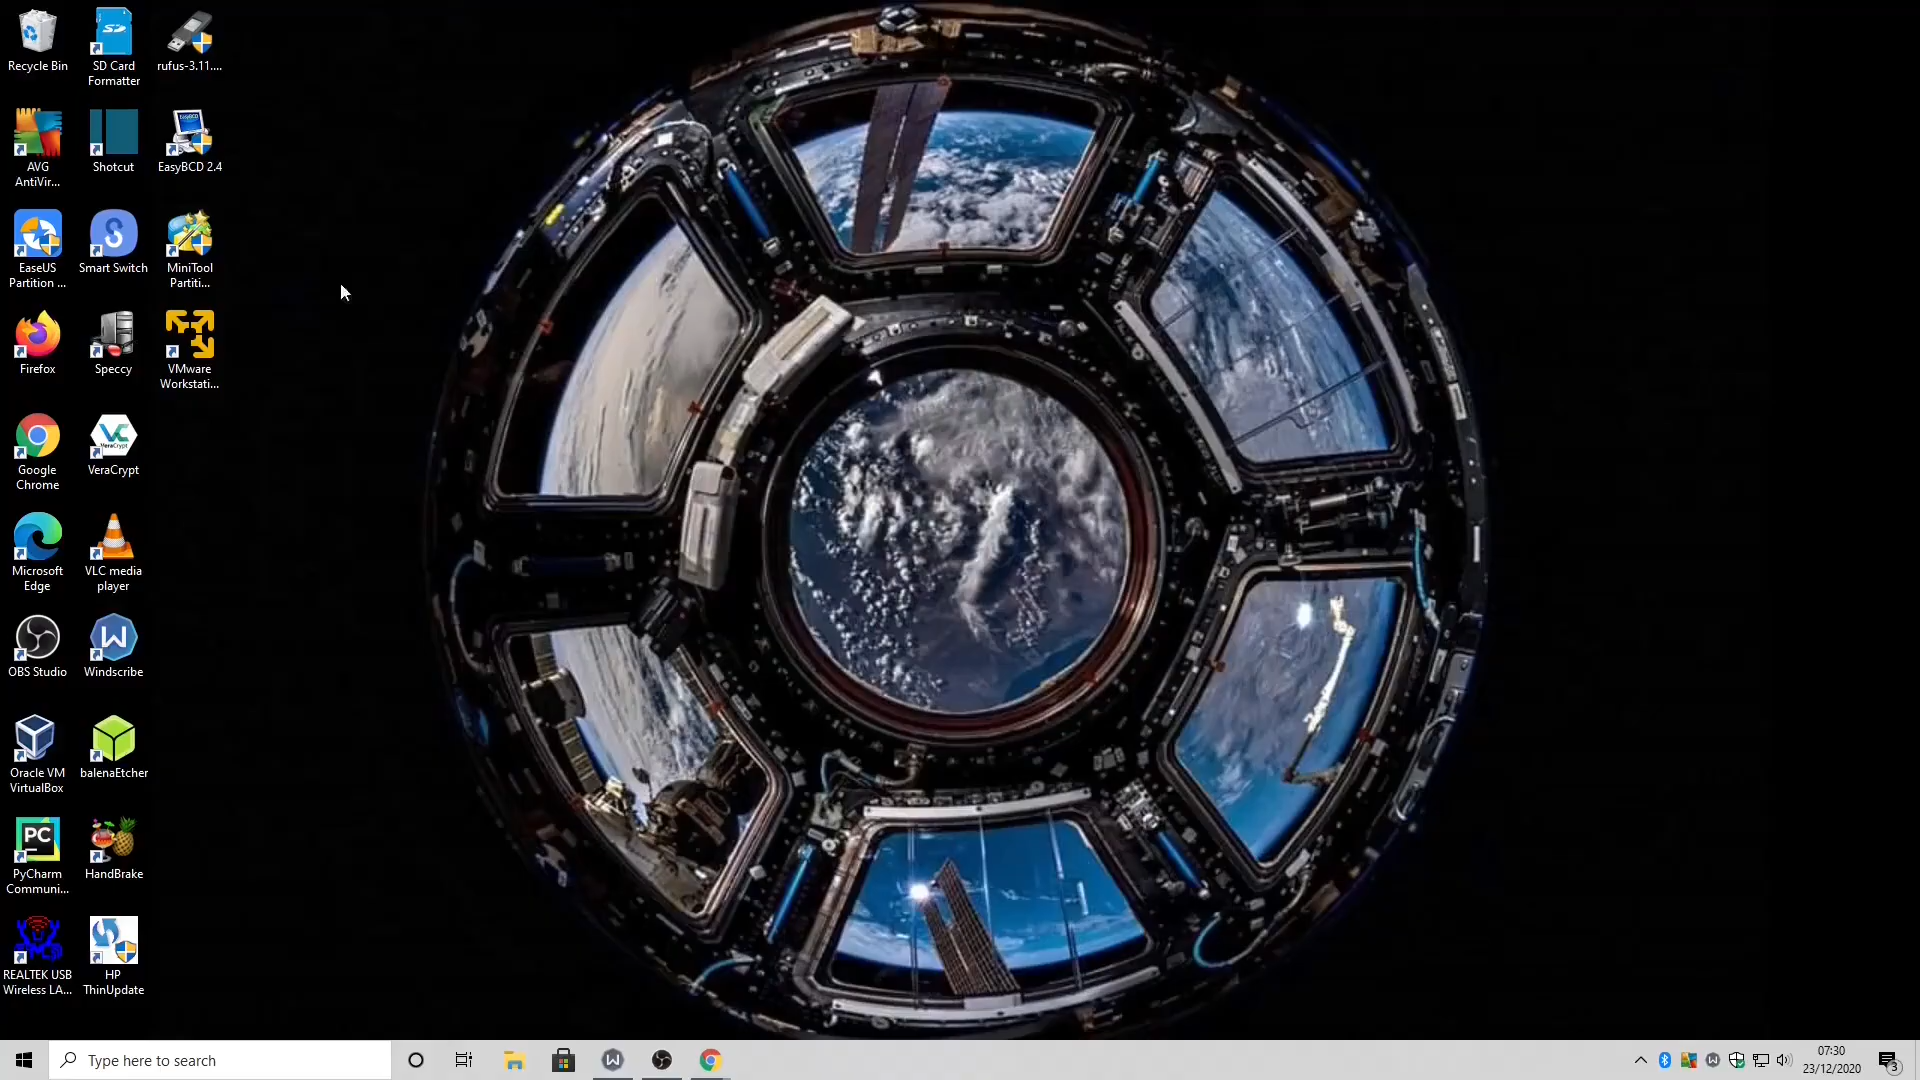 Recycle Bin
SD Card
Formatter
rufus-3.11....
AVG
AntiVir...
Shotcut
EasyBCD 2.4
EaseUS
Partition ...
Smart Switch
MiniTool
Partiti...
Firefox
Speccy
VMware
Workstati...
Google
Chrome
VeraCrypt
Microsoft
Edge
VLC media
player
OBS Studio
Windscribe
Oracle VM
VirtualBox
balenaEtcher
PyCharm
Communi...
HandBrake
REALTEK USB
Wireless LA...
HP
ThinUpdate
Type here to search
07:30
23/12/2020
3